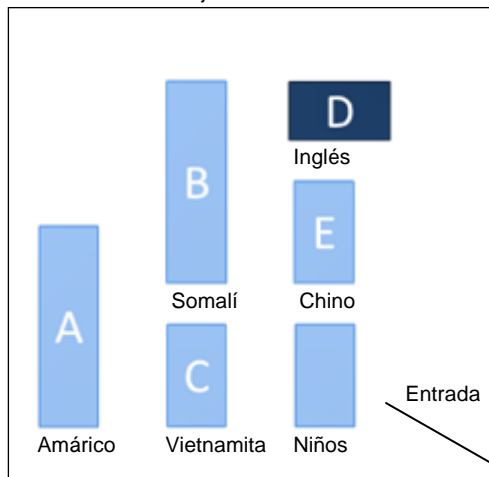 D
Inglés
B
E
Somalí
Chino
A
C
Entrada
Amárico
Vietnamita
Niños